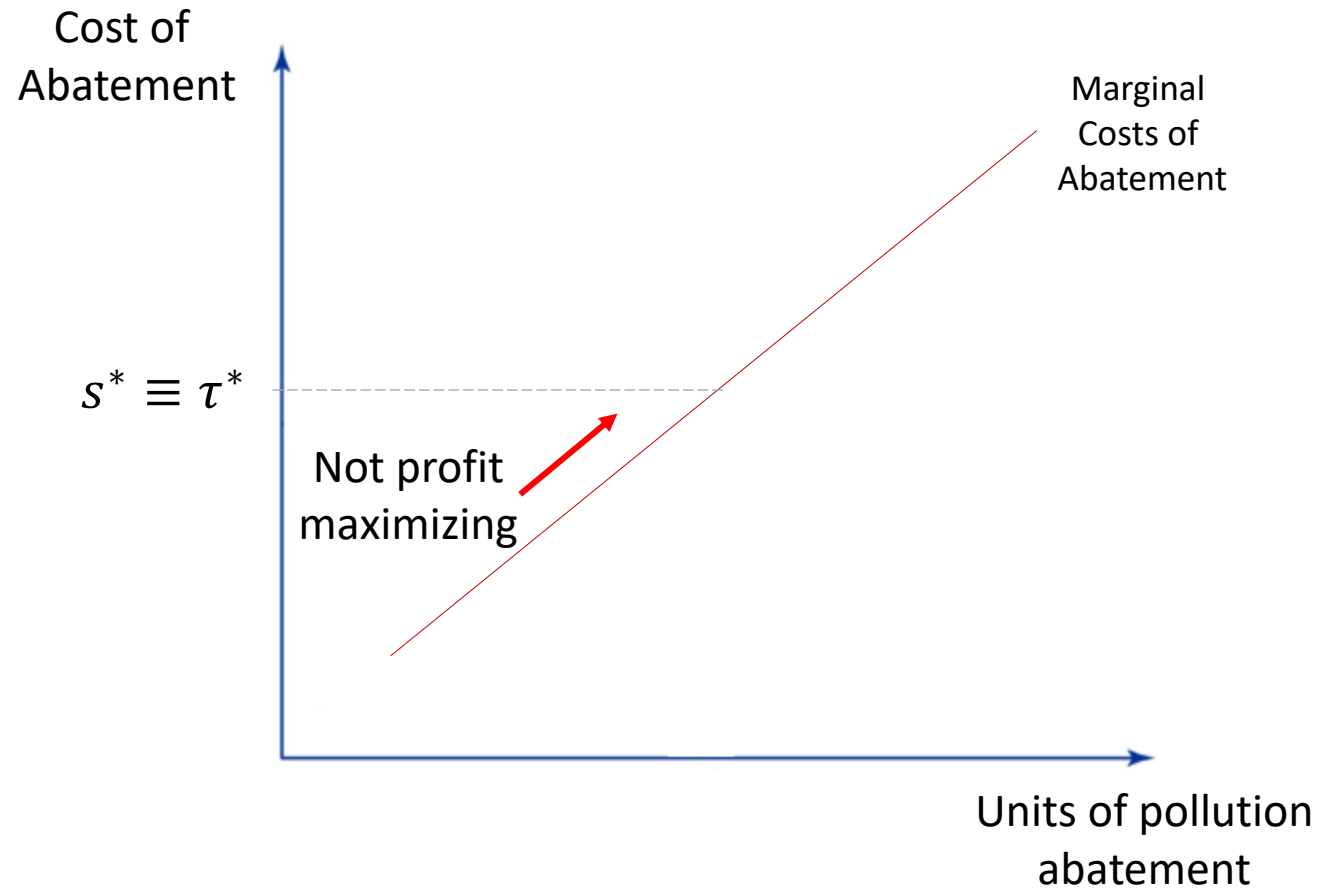 Cost of
Abatement
Marginal
Costs of
Abatement
s* ≡ τ*
Not profit
maximizing
Units of pollution
abatement